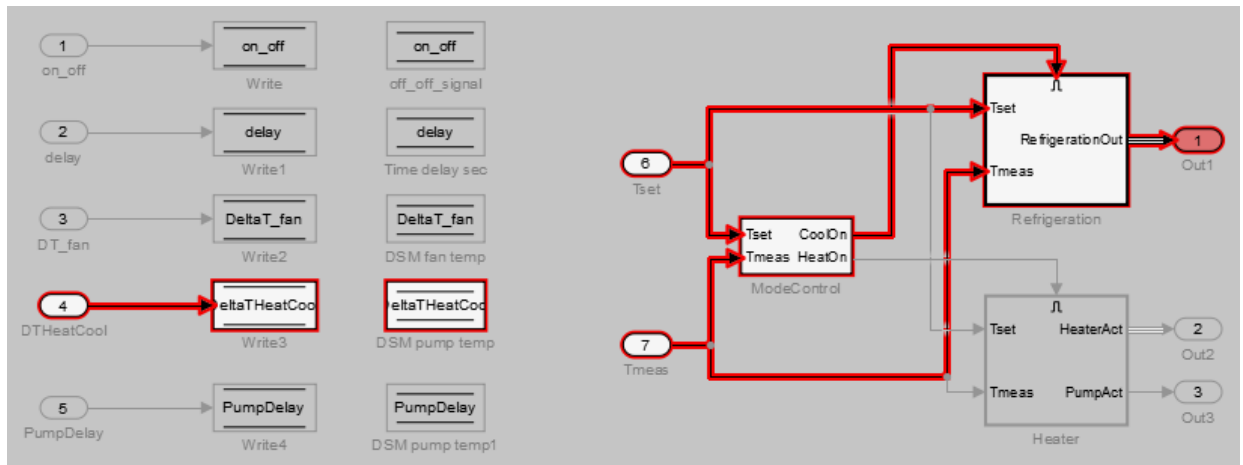 1
on_off
on_off
Write
on_off
off_off_signal
2
delay
delay
Write1
delay
Time delay sec
3
DT_fan
DeltaT_fan
Write2
DeltaT_fan
DSM fan temp
4
DTHeatCool
eltaTHeatCoo
Write3
eltaTHeatCoo
DSM pump temp
5
PumpDelay
PumpDelay
Write4
PumpDelay
DSM pump temp1
6
Tset
7
Tmeas
Tset CoolOn
Tmeas HeatOn
ModeControl
Tset
RefrigerationOut
Tmeas
Refrigeration
1
Out1
Tset HeaterAct
Tmeas PumpAct
Heater
2
Out2
3
Out3